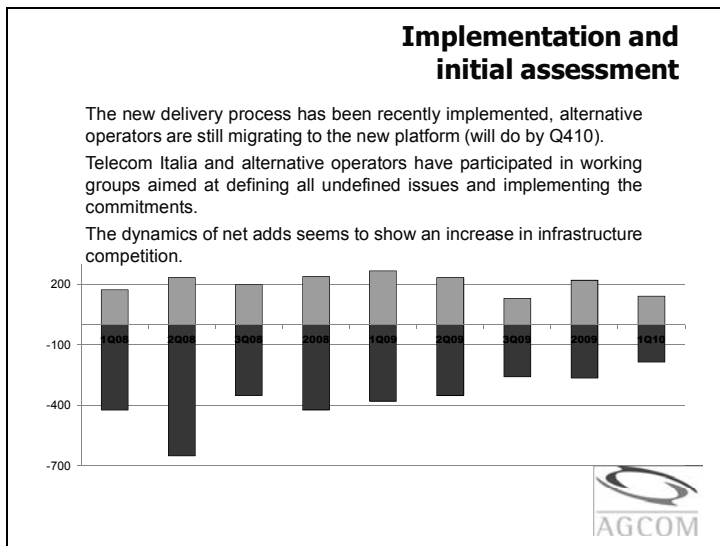 Implementation and
initial assessment
The new delivery process has been recently implemented, alternative
operators are still migrating to the new platform (will do by Q410).
Telecom Italia and alternative operators have participated in working
groups aimed at defining all undefined issues and implementing the
commitments.
The dynamics of net adds seems to show an increase in infrastructure
competition.
200
1Q08 2Q08 3Q08 2008 1Q09 2Q09 3Q09 2009 1Q10
-100
-400
-700
AGCOM